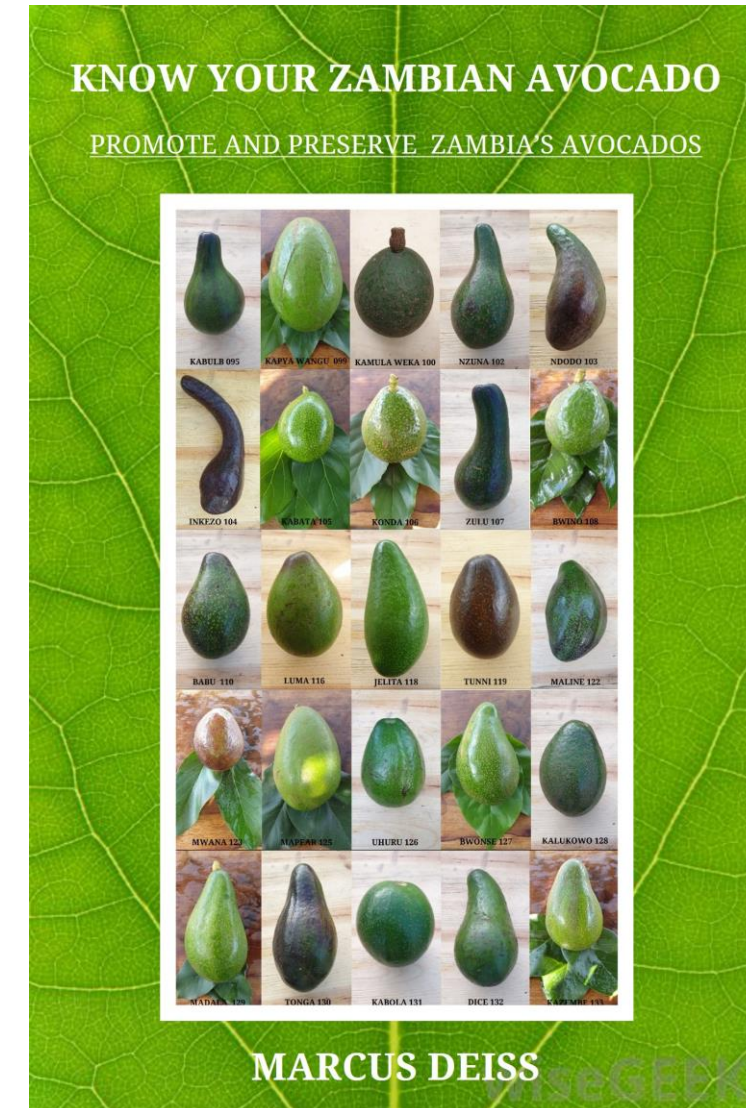 KNOW YOUR ZAMBIAN AVOCADO
PROMOTE AND PRESERVE ZAMBIA'S AVOCADOS
KABULB 095
KAPYA WANGU 099
KAMULA WEKA 100
NZUNA 102
NDODO 103
INKEZO 104
KABATA 105
KONDA 106
ZULU 107
BWINO 108
BABU 110
LUMA 116
JELITA 118
TUNNI 119
MALINE 122
MWANA 123
MAPEAR 125
UHURU 126
BWONSE 127
KALUKOWO 128
MADALA 129
TONGA 130
KABOLA 131
DICE 132
KAPEMBE 133
MARCUS DEISS
wiseGEEK